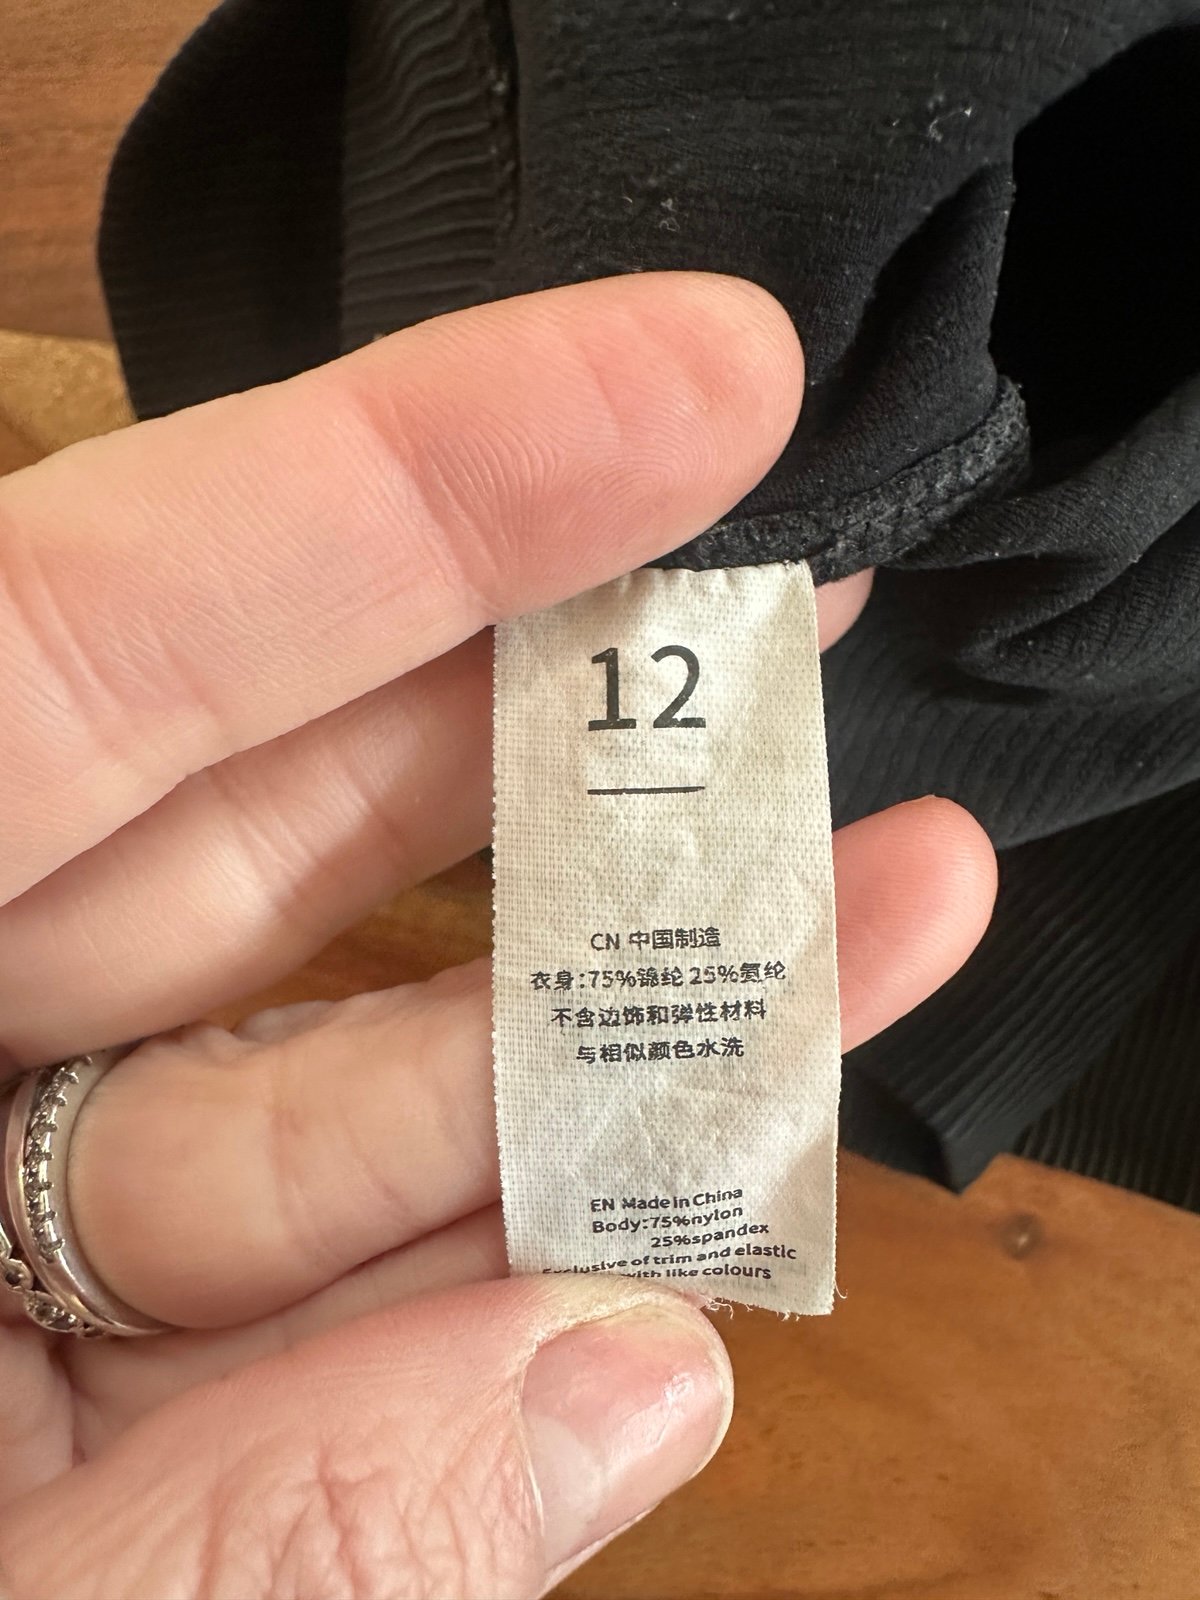 12
CN 中国制造
衣身:75%锦纶 25%氨纶
不含边饰和弹性材料
与相似颜色水洗
EN Made in China
Body:75%nylon
25%spandex
Exclusive of trim and elastic
with like colours